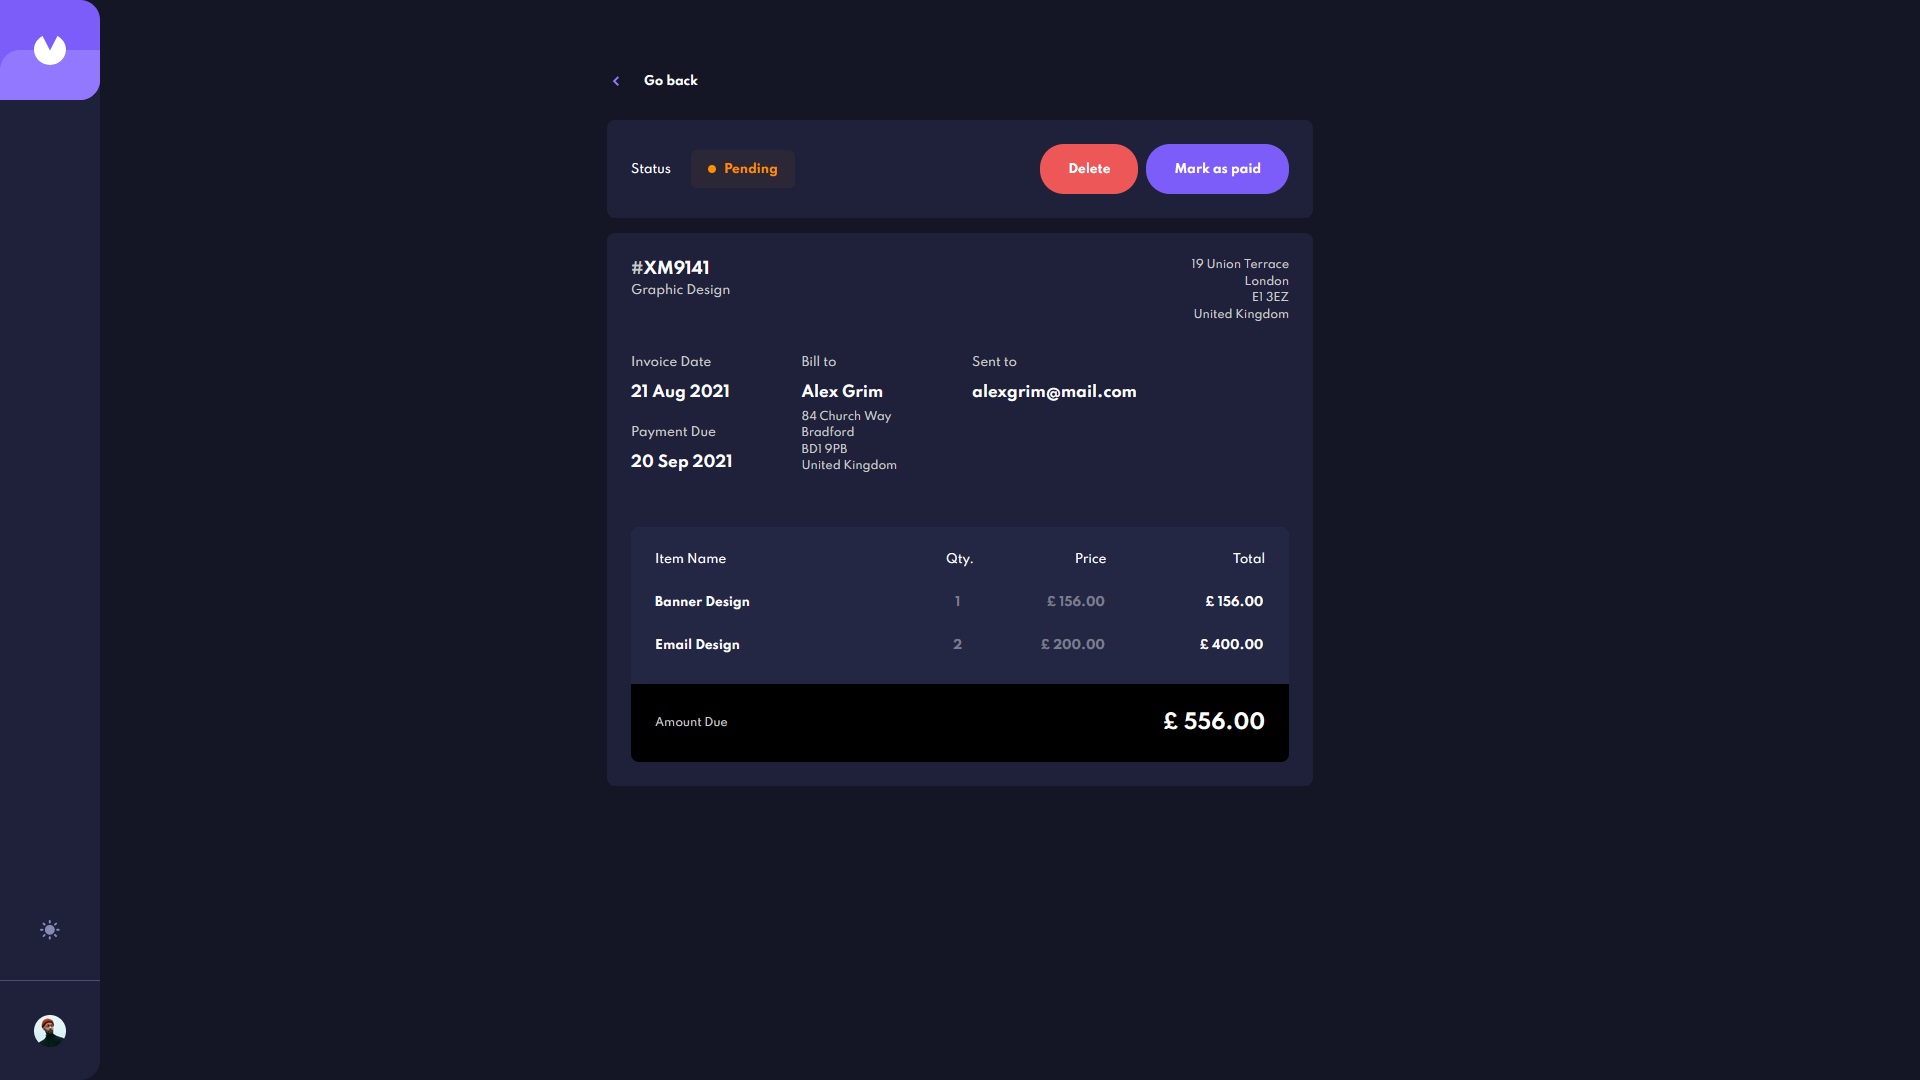 Go back
Status
Pending
Delete
Mark as paid
#XM9141
Graphic Design
19 Union Terrace
London
E1 3EZ
United Kingdom
Invoice Date
21 Aug 2021
Payment Due
20 Sep 2021
Bill to
Alex Grim
84 Church Way
Bradford
BD1 9PB
United Kingdom
Sent to
alexgrim@mail.com
Item Name Qty. Price Total
Banner Design 1 £ 156.00 £ 156.00
Email Design 2 £ 200.00 £ 400.00
Amount Due £ 556.00